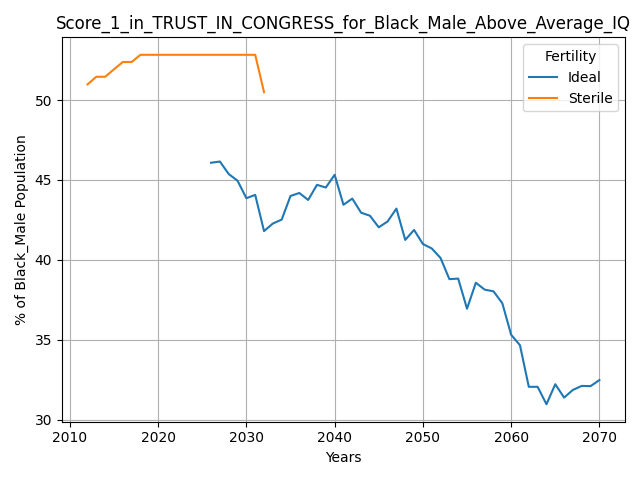 Score_1_in_TRUST_IN_CONGRESS_for_Black_Male_Above_Average_IQ
Fertility
Ideal
Sterile
% of Black_Male Population
50
45
40
35
30
2010 2020 2030 2040 2050 2060 2070
Years